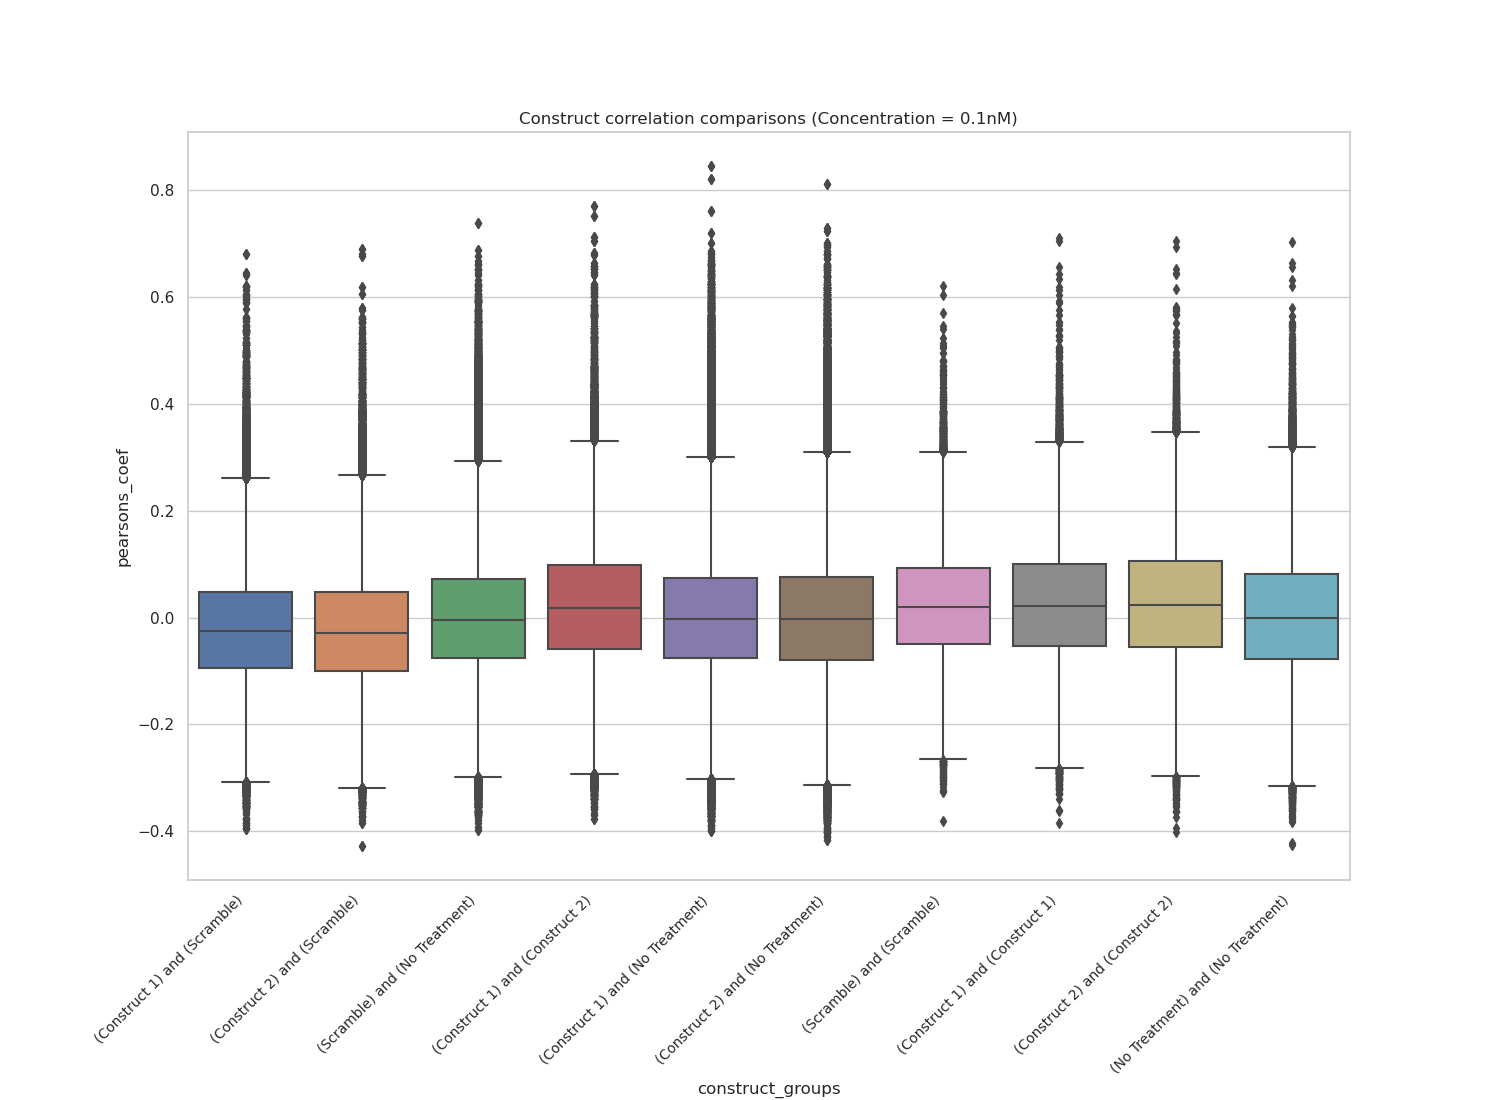 Construct correlation comparisons (Concentration = 0.1nM)
0.8
0.6
0.4
0.2
0.0
−0.2
−0.4
pearsons_coef
(Construct 1) and (Scramble)
(Construct 2) and (Scramble)
(Scramble) and (No Treatment)
(Construct 1) and (Construct 2)
(Construct 1) and (No Treatment)
(Construct 2) and (No Treatment)
(Scramble) and (Scramble)
(Construct 1) and (Construct 1)
(Construct 2) and (Construct 2)
(No Treatment) and (No Treatment)
construct_groups